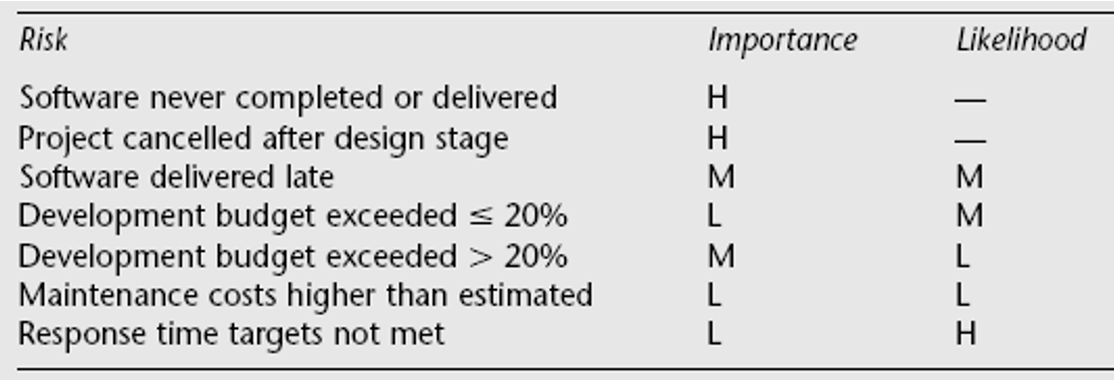 Risk Importance Likelihood
Software never completed or delivered H —
Project cancelled after design stage H —
Software delivered late M M
Development budget exceeded ≤ 20% L M
Development budget exceeded > 20% M L
Maintenance costs higher than estimated L L
Response time targets not met L H